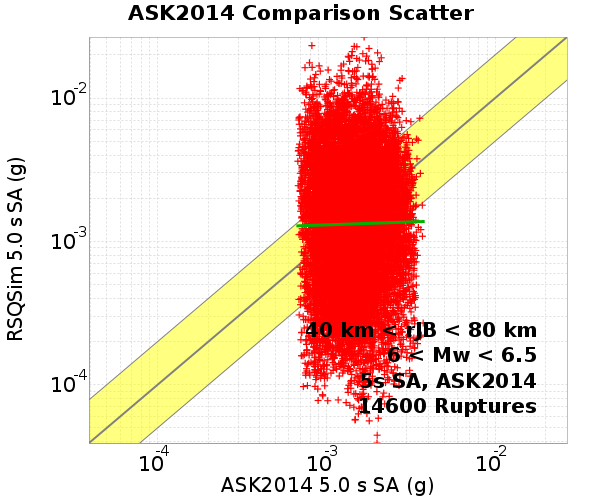 ASK2014 Comparison Scatter
RSQSim 5.0 s SA (g)
10-2
10-3
10-4
40 km < rJB < 80 km
6 < Mw < 6.5
5s SA, ASK2014
14600 Ruptures
10-4 10-3 10-2
ASK2014 5.0 s SA (g)